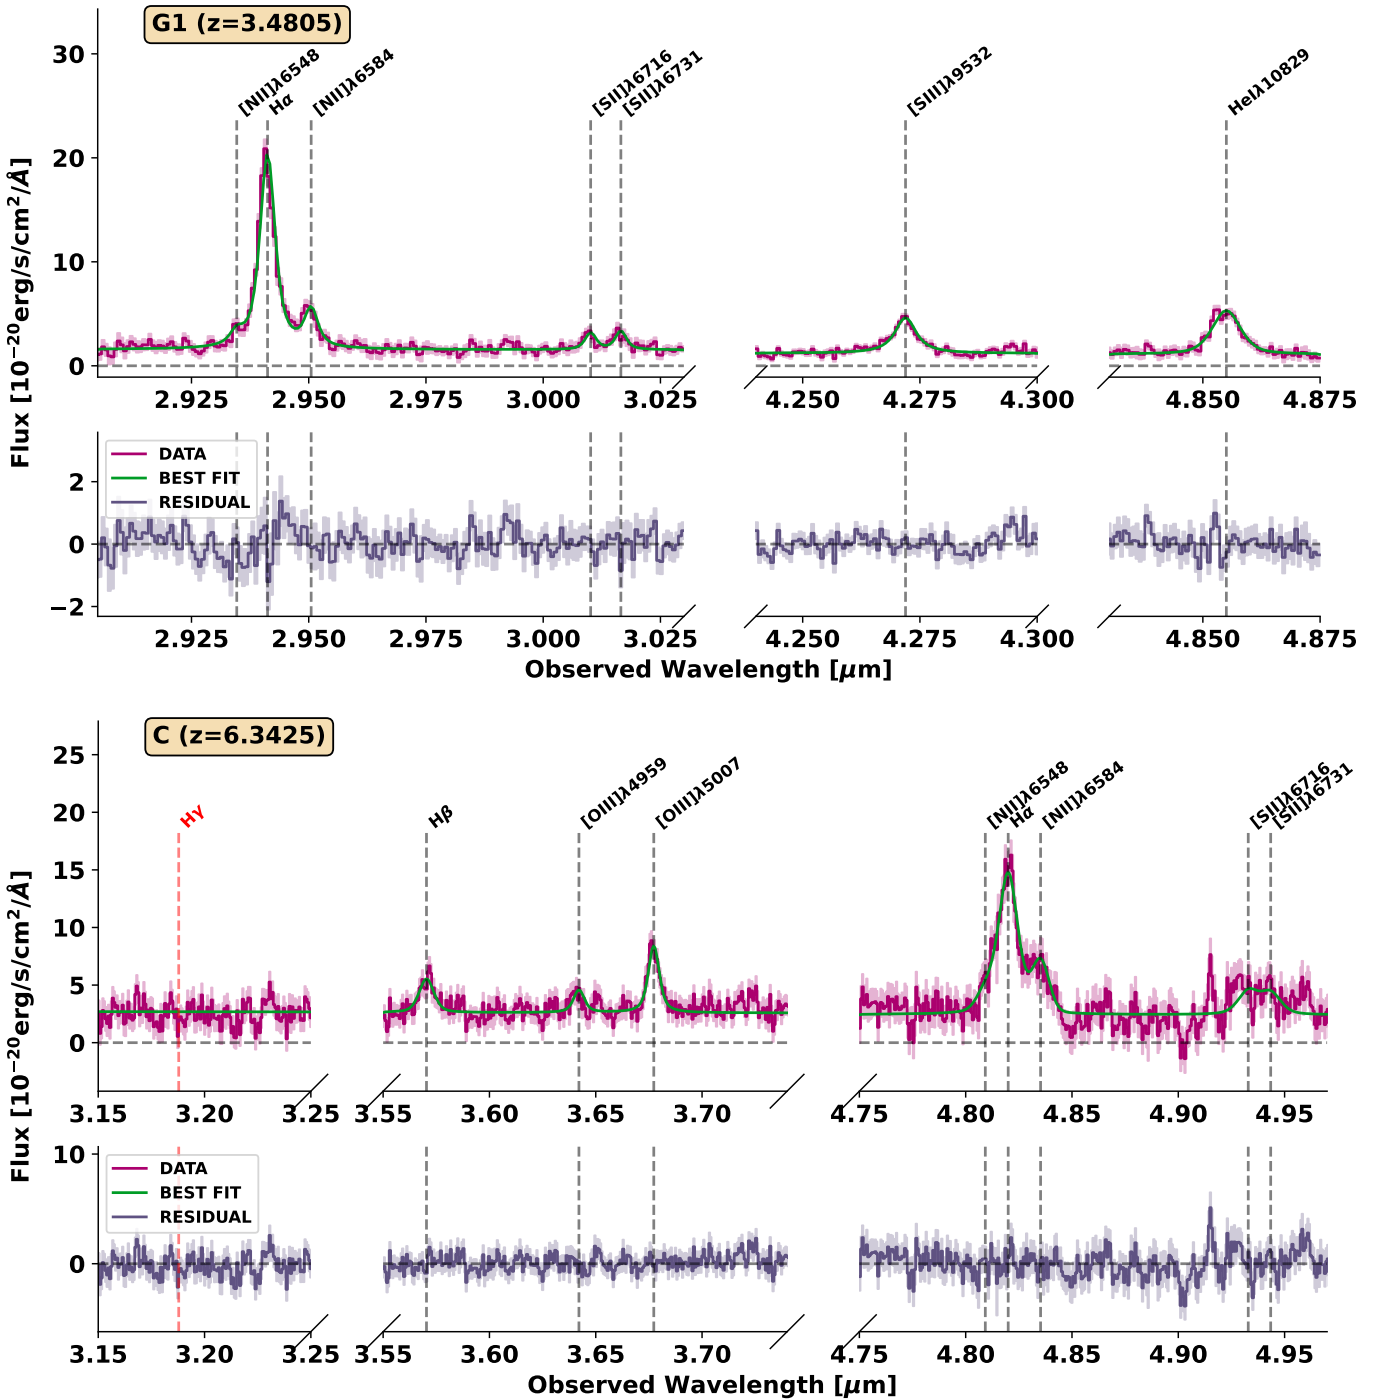 G1 (z=3.4805)
[NII]λ6548
Hα
[NII]λ6584
[SII]λ6716
[SII]λ6731
[SIII]λ9532
HeIλ10829
30
20
10
0
Flux [10⁻²⁰erg/s/cm²/Å]
2.925 2.950 2.975 3.000 3.025 4.250 4.275 4.300 4.850 4.875
DATA
BEST FIT
RESIDUAL
2
0
−2
2.925 2.950 2.975 3.000 3.025 4.250 4.275 4.300 4.850 4.875
Observed Wavelength [μm]
C (z=6.3425)
Hγ
Hβ
[OIII]λ4959
[OIII]λ5007
[NII]λ6548
Hα
[NII]λ6584
[SII]λ6716
[SII]λ6731
25
20
15
10
5
0
Flux [10⁻²⁰erg/s/cm²/Å]
3.15 3.20 3.25 3.55 3.60 3.65 3.70 4.75 4.80 4.85 4.90 4.95
DATA
BEST FIT
RESIDUAL
10
0
3.15 3.20 3.25 3.55 3.60 3.65 3.70 4.75 4.80 4.85 4.90 4.95
Observed Wavelength [μm]